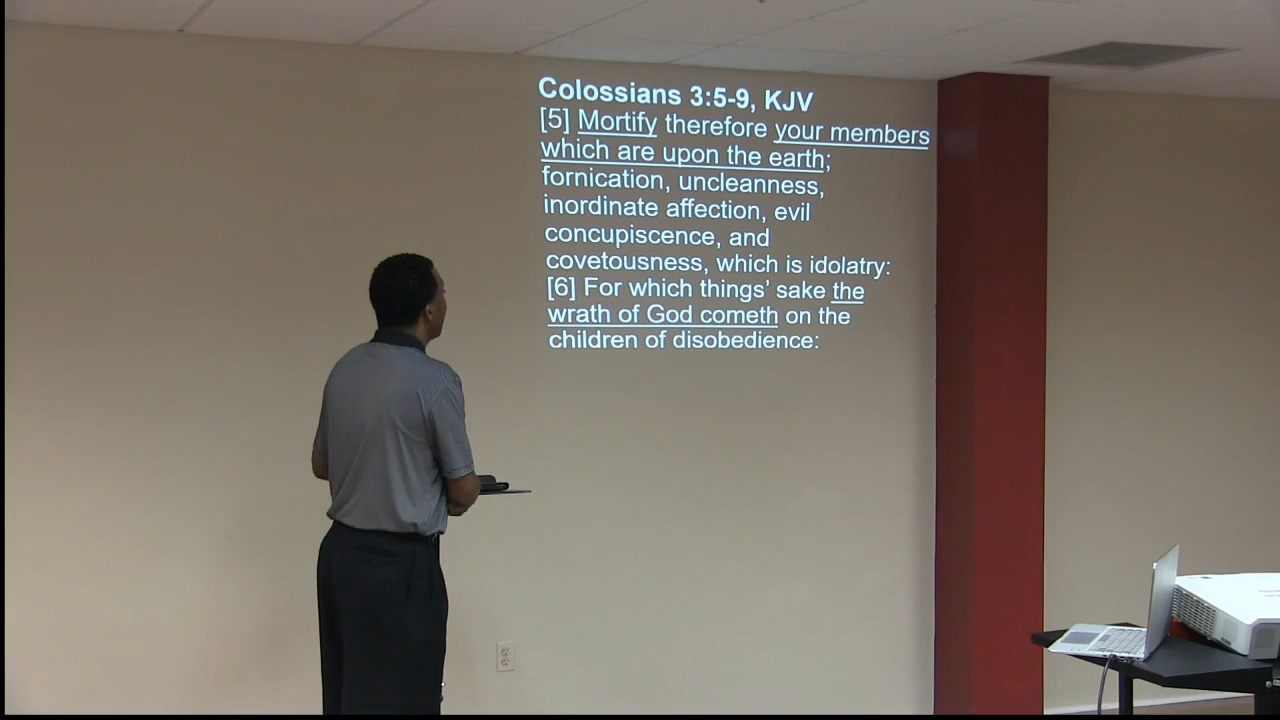 Colossians 3:5-9, KJV
[5] Mortify therefore your members
which are upon the earth;
fornication, uncleanness,
inordinate affection, evil
concupiscence, and
covetousness, which is idolatry:
[6] For which things’ sake the
wrath of God cometh on the
children of disobedience: